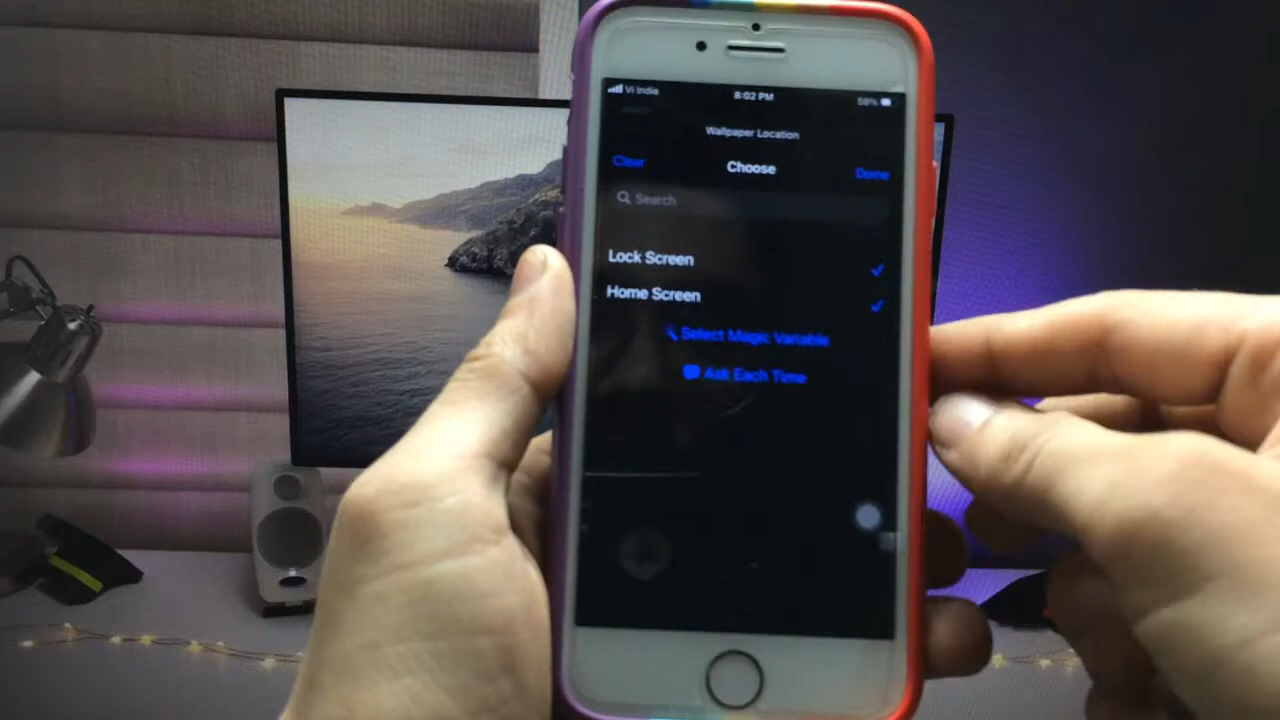 Vi India 8:02 PM 59%
Wallpaper Location
Clear Choose Done
Search
Lock Screen
Home Screen
Select Magic Variable
Ask Each Time